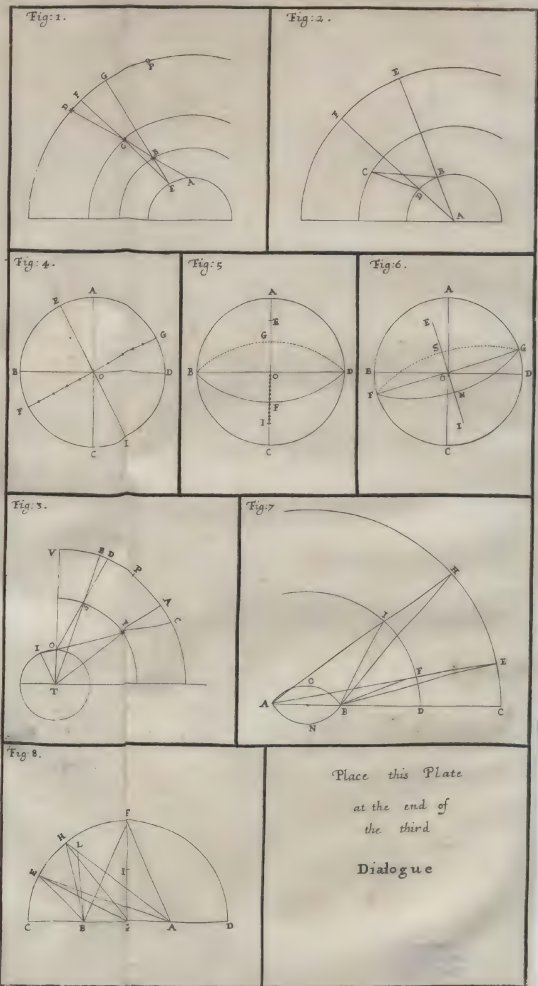 Fig: 1.
D
F
G
P
C
B
E
A
Fig: 2.
E
F
C
B
D
A
Fig: 4.
A
E
G
B
O
D
F
C
I
Fig: 5
A
E
G
B
O
D
F
I
C
Fig: 6.
A
E
S
G
B
O
D
F
N
I
C
Fig: 3.
V
D
P
A
S
C
I
O
T
Fig: 7
H
I
F
E
O
A
B
D
C
N
Fig 8.
F
H
L
I
C
B
A
D
Place this Plate
at the end of
the third
Dialogue